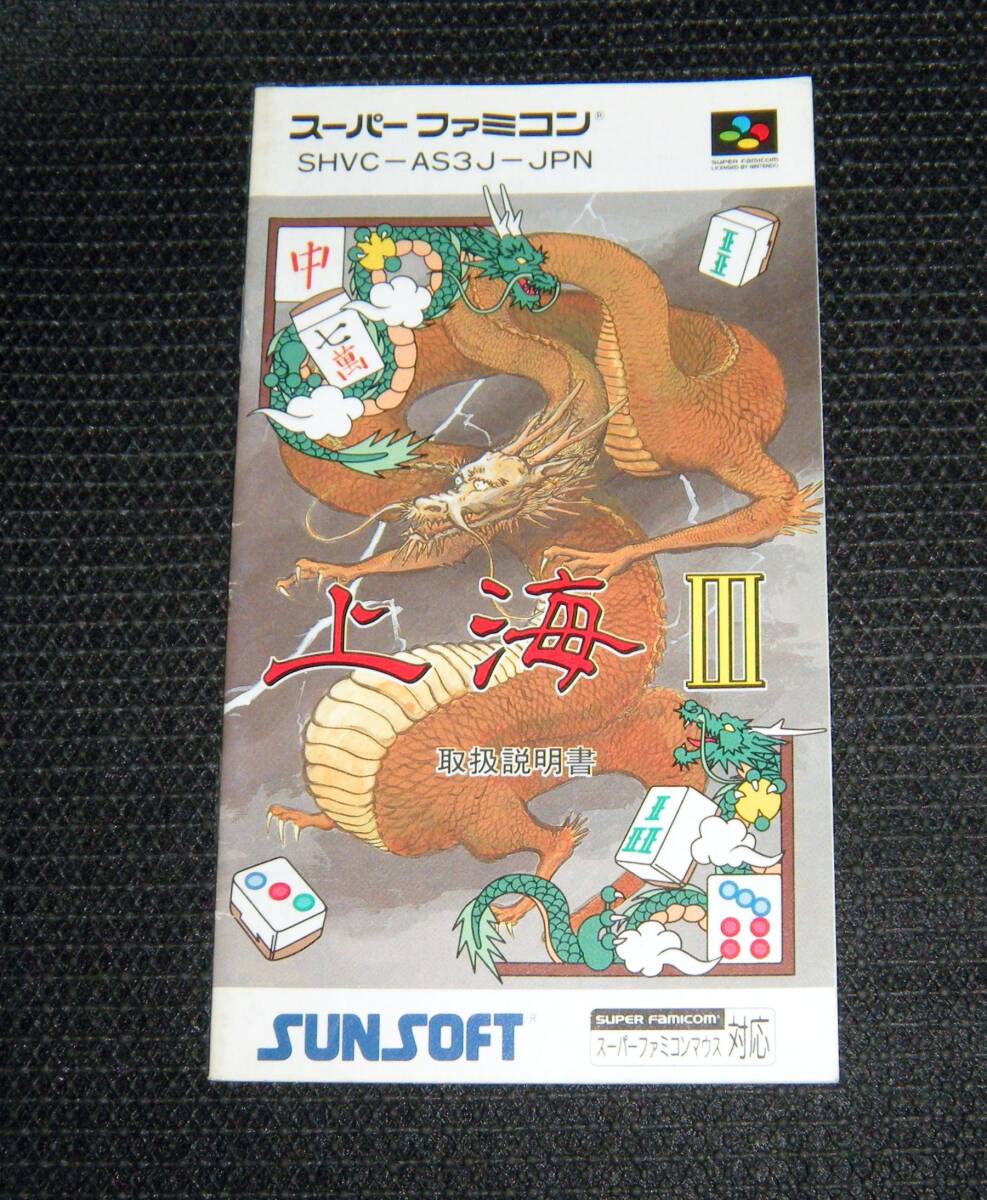 スーパーファミコン®
SHVC-AS3J-JPN
SUPER FAMICOM
LICENSED BY NINTENDO
中
七
萬
上海 III
取扱説明書
SUNSOFT®
SUPER FAMICOM
スーパーファミコンマウス
対応